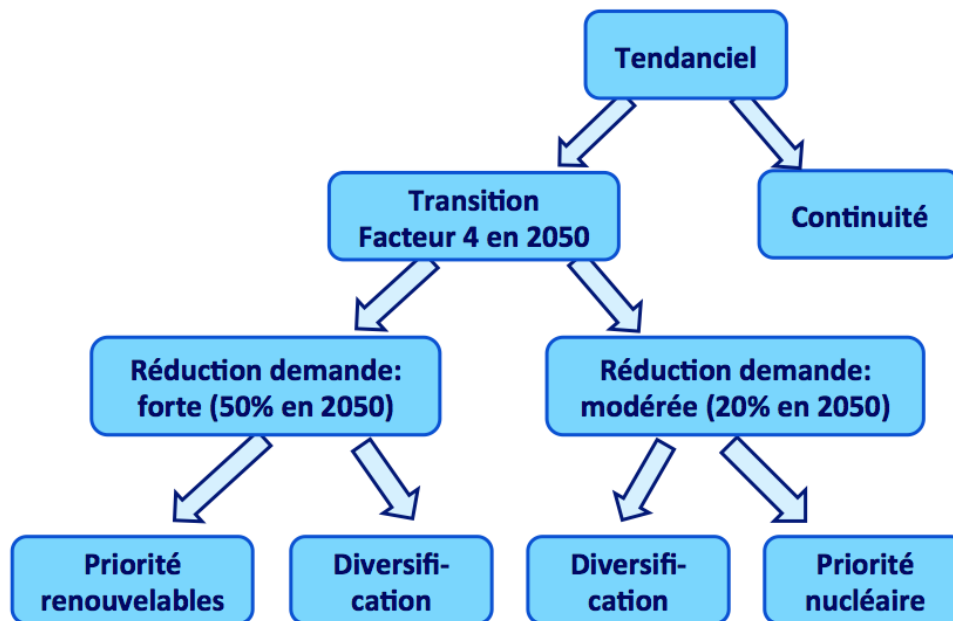 Tendanciel
Transition
Facteur 4 en 2050
Continuité
Réduction demande:
forte (50% en 2050)
Réduction demande:
modérée (20% en 2050)
Priorité
renouvelables
Diversifi-
cation
Diversifi-
cation
Priorité
nucléaire